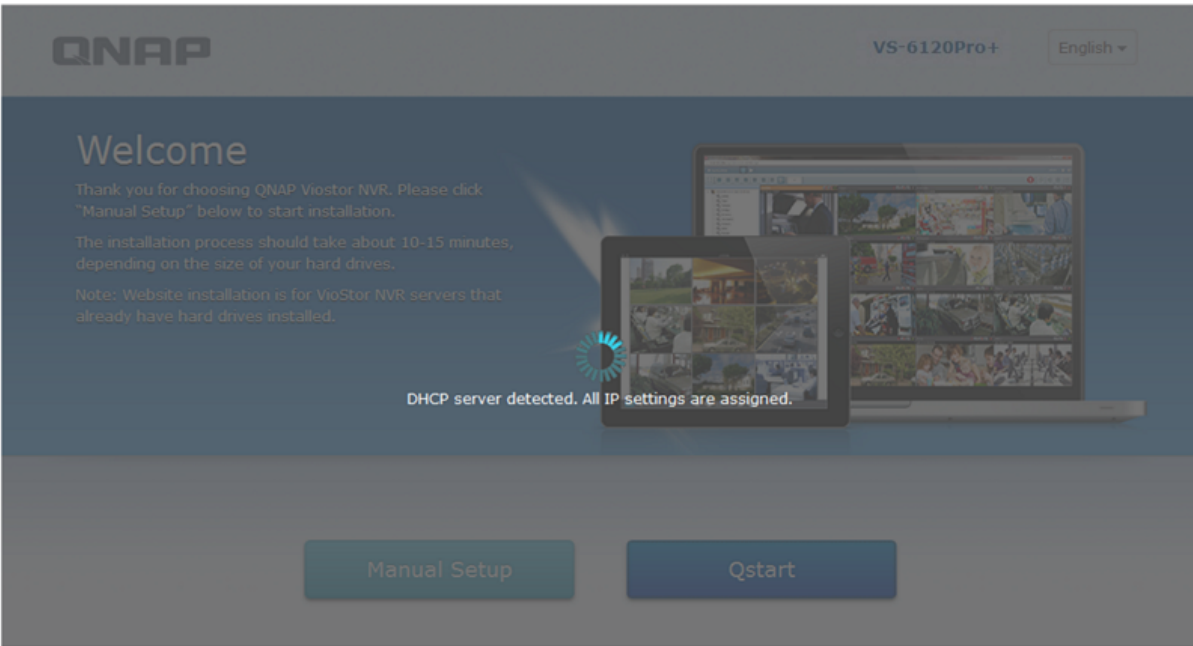 QNAP
VS-6120Pro+
English
Welcome
Thank you for choosing QNAP Viostor NVR. Please click
"Manual Setup" below to start installation.
The installation process should take about 10-15 minutes,
depending on the size of your hard drives.
Note: Website installation is for VioStor NVR servers that
already have hard drives installed.
DHCP server detected. All IP settings are assigned.
Manual Setup
Qstart